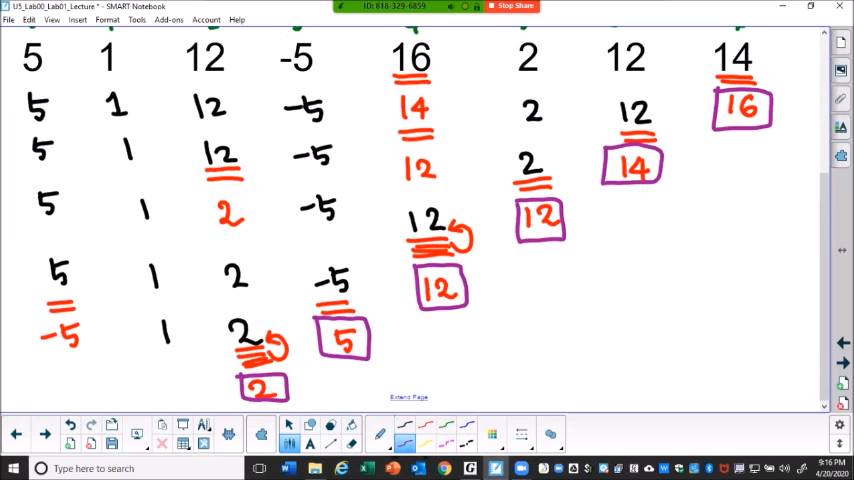 U5_Lab00_Lab01_Lecture * - SMART Notebook
ID: 818-329-6859
Stop Share
File Edit View Insert Format Tools Add-ons Account Help
5 1 12 -5 16 2 12 14
5 1 12 -5 14 2 12 16
5 1 12 -5 12 2 14
5 1 2 -5 12 12
5 1 2 -5 12
-5 1 2 5
2
Extend Page
Type here to search
9:16 PM
4/20/2020